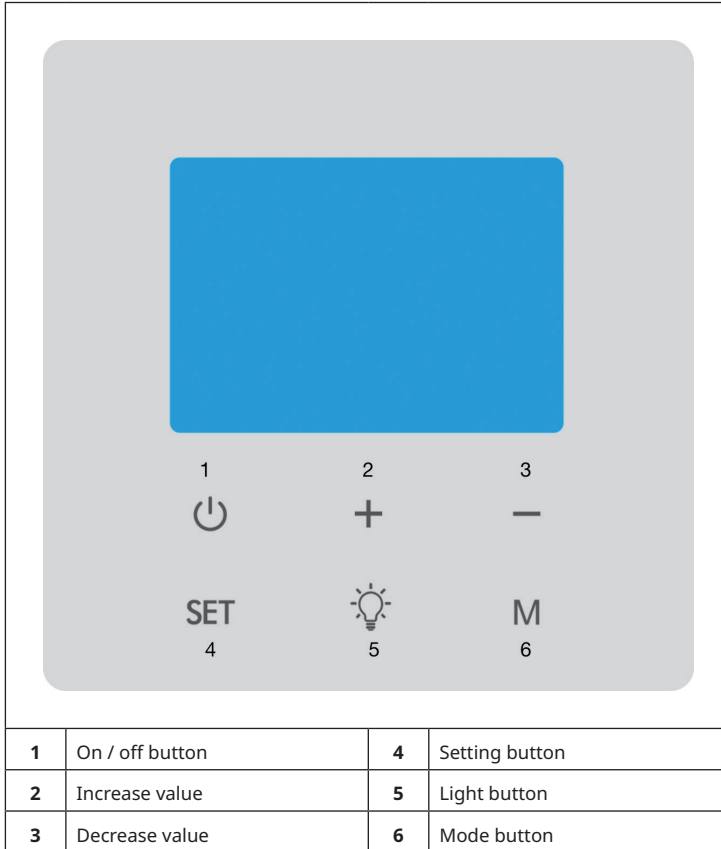 1 2 3
+ −
SET M
4 5 6
1 On / off button 4 Setting button
2 Increase value 5 Light button
3 Decrease value 6 Mode button